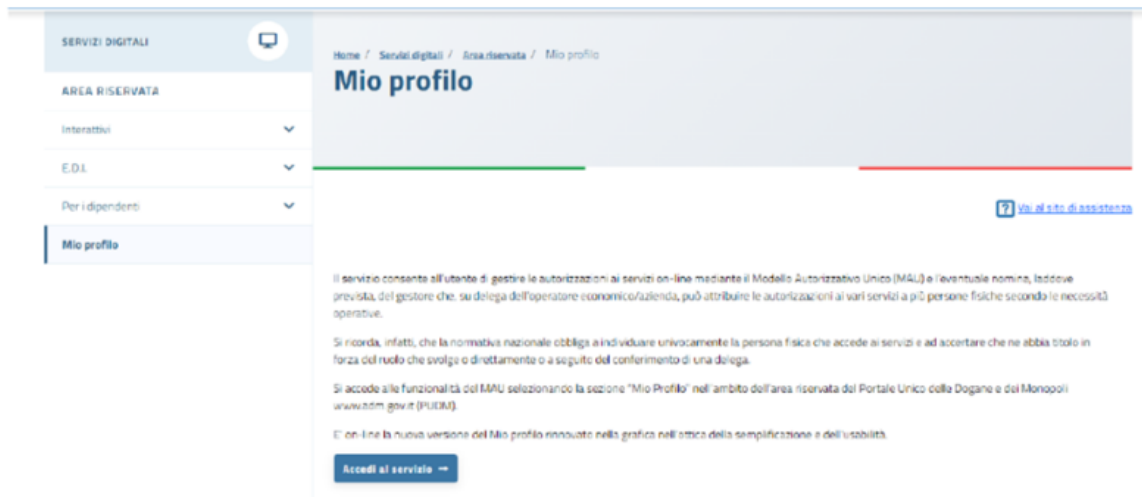 SERVIZI DIGITALI
AREA RISERVATA
Interattivi
E.D.I.
Per i dipendenti
Mio profilo
Home / Servizi digitali / Area riservata / Mio profilo
Mio profilo
Vai al sito di assistenza
Il servizio consente all'utente di gestire le autorizzazioni ai servizi on-line mediante il Modello Autorizzativo Unico (MAU) e l'eventuale nomina, laddove
prevista, del gestore che, su delega dell'operatore economico/azienda, può attribuire le autorizzazioni ai vari servizi a più persone fisiche secondo le necessità
operative.
Si ricorda, infatti, che la normativa nazionale obbliga a individuare univocamente la persona fisica che accede ai servizi e ad accertare che ne abbia titolo in
forza del ruolo che svolge o direttamente o a seguito del conferimento di una delega.
Si accede alle funzionalità del MAU selezionando la sezione "Mio Profilo" nell'ambito dell'area riservata del Portale Unico delle Dogane e dei Monopoli
www.adm.gov.it (PUDM).
E' on-line la nuova versione del Mio profilo rinnovato nella grafica nell'ottica della semplificazione e dell'usabilità.
Accedi al servizio →